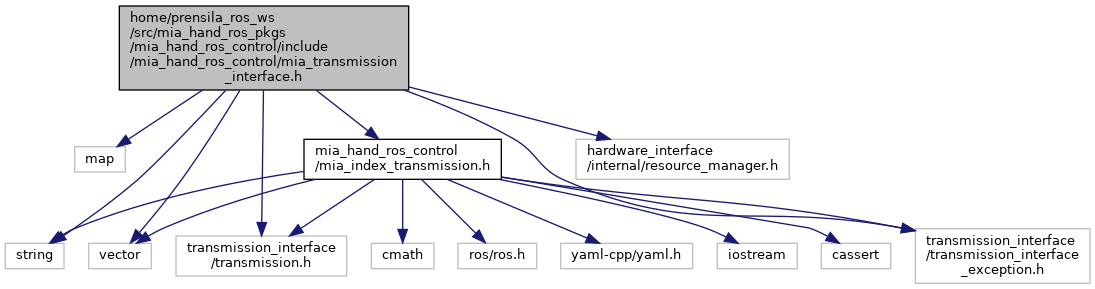 home/prensila_ros_ws
/src/mia_hand_ros_pkgs
/mia_hand_ros_control/include
/mia_hand_ros_control/mia_transmission
_interface.h
map
mia_hand_ros_control
/mia_index_transmission.h
hardware_interface
/internal/resource_manager.h
string
vector
transmission_interface
/transmission.h
cmath
ros/ros.h
yaml-cpp/yaml.h
iostream
cassert
transmission_interface
/transmission_interface
_exception.h